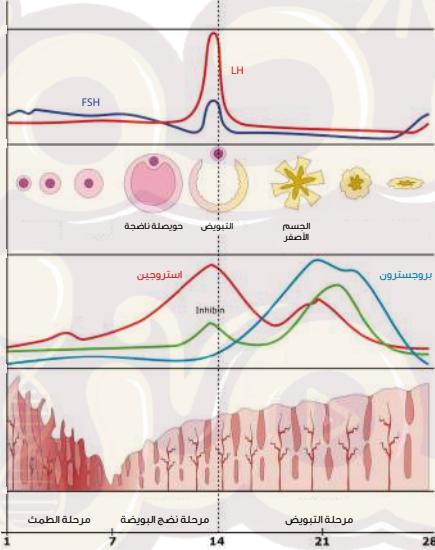 LH
FSH
حويصلة ناضجة
التبويض
الجسم
الأصفر
استروجين
بروجسترون
Inhibin
مرحلة الطمث
مرحلة نضج البويضة
مرحلة التبويض
1
7
14
21
28